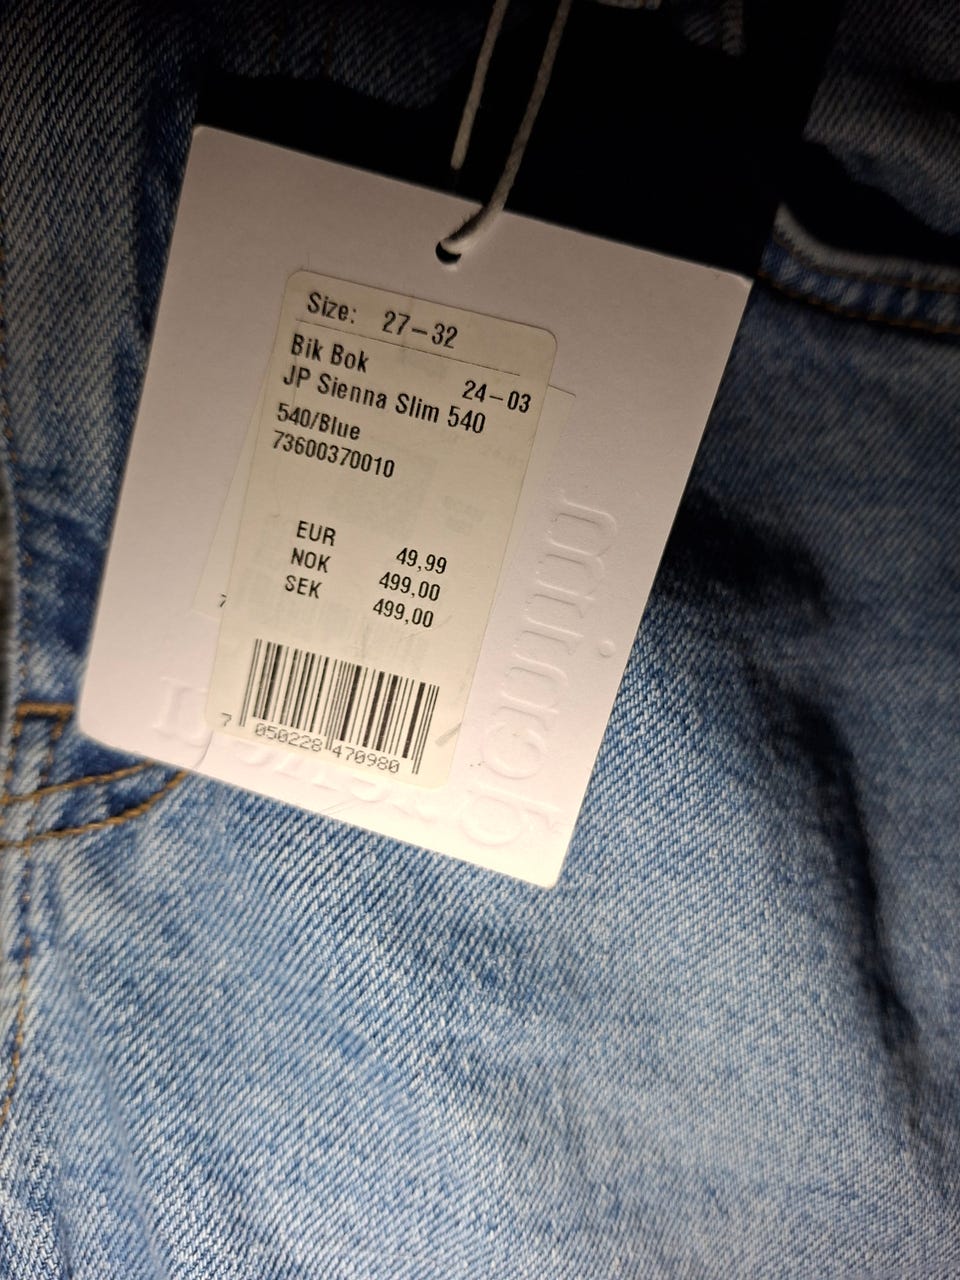 Size: 27-32
Bik Bok
24-03
JP Sienna Slim 540
540/Blue
73600370010
EUR 49,99
NOK 499,00
SEK 499,00
7 050228 470980
7